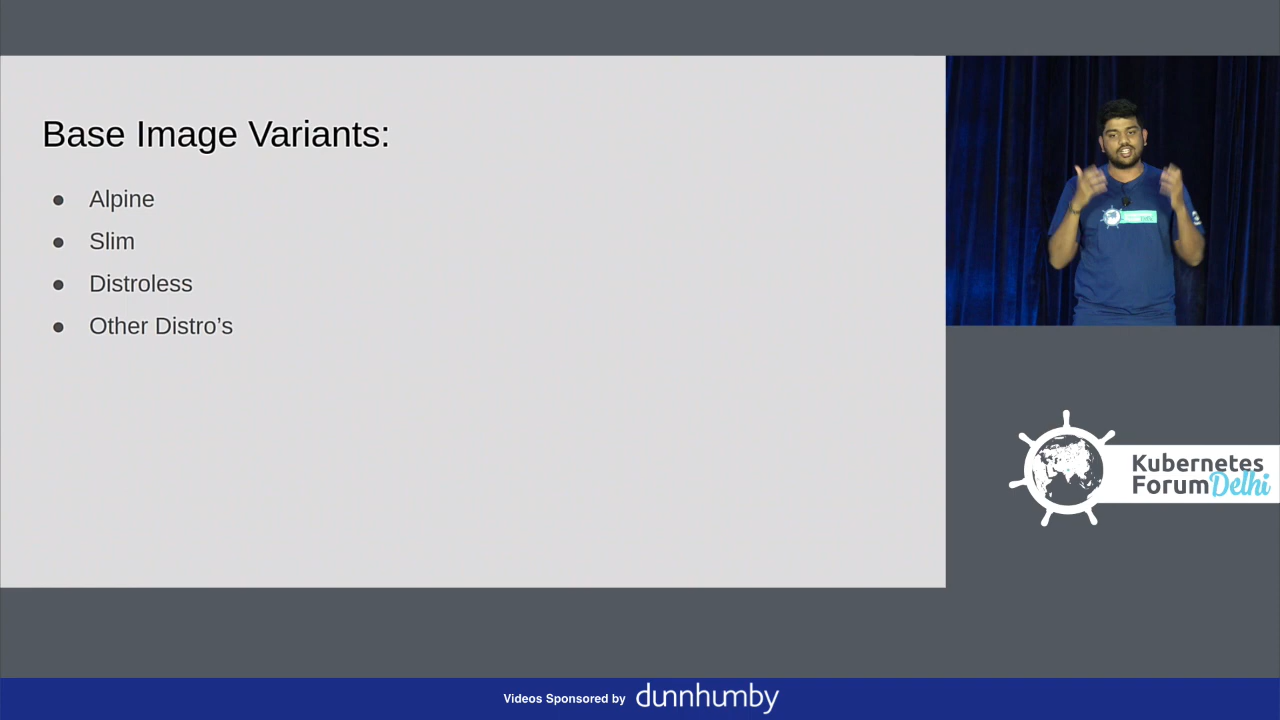 Base Image Variants:
● Alpine
● Slim
● Distroless
● Other Distro’s
Kubernetes
Forum Delhi
Videos Sponsored by dunnhumby